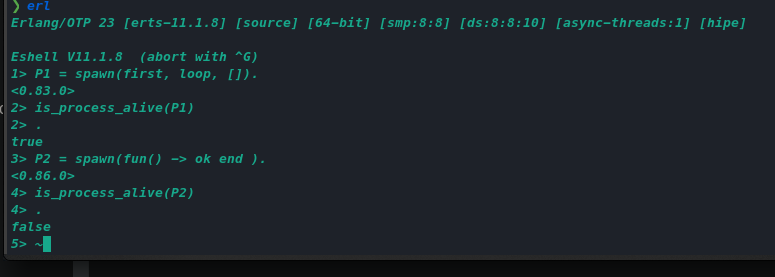 ❯ erl
Erlang/OTP 23 [erts-11.1.8] [source] [64-bit] [smp:8:8] [ds:8:8:10] [async-threads:1] [hipe]
Eshell V11.1.8  (abort with ^G)
1> P1 = spawn(first, loop, []).
<0.83.0>
2> is_process_alive(P1)
2> .
true
3> P2 = spawn(fun() -> ok end ).
<0.86.0>
4> is_process_alive(P2)
4> .
false
5> ~